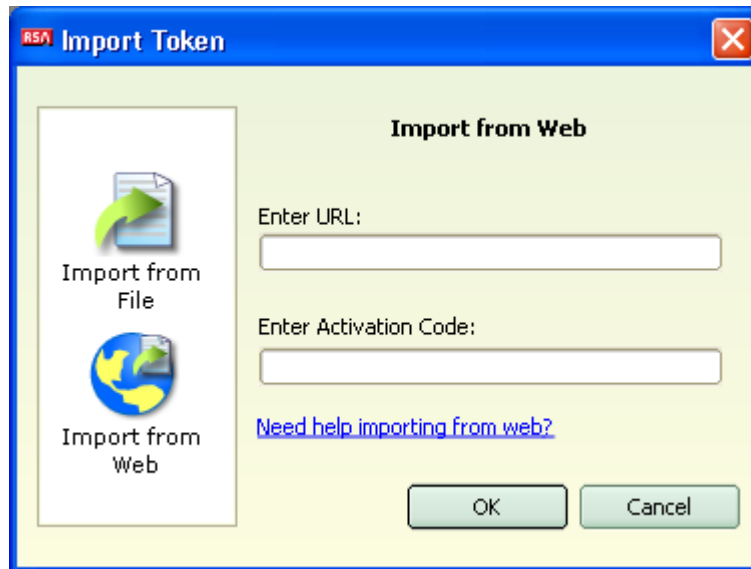 RSA Import Token
Import from Web
Import from
File
Import from
Web
Enter URL:
Enter Activation Code:
Need help importing from web?
OK Cancel